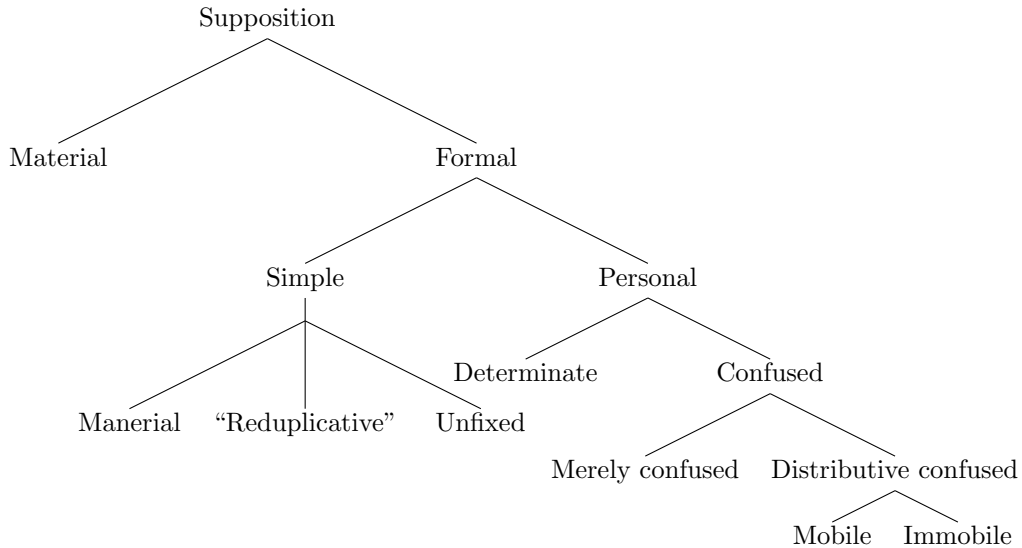 Supposition
Material
Formal
Simple
Personal
Determinate
Confused
Manerial
“Reduplicative”
Unfixed
Merely confused
Distributive confused
Mobile
Immobile